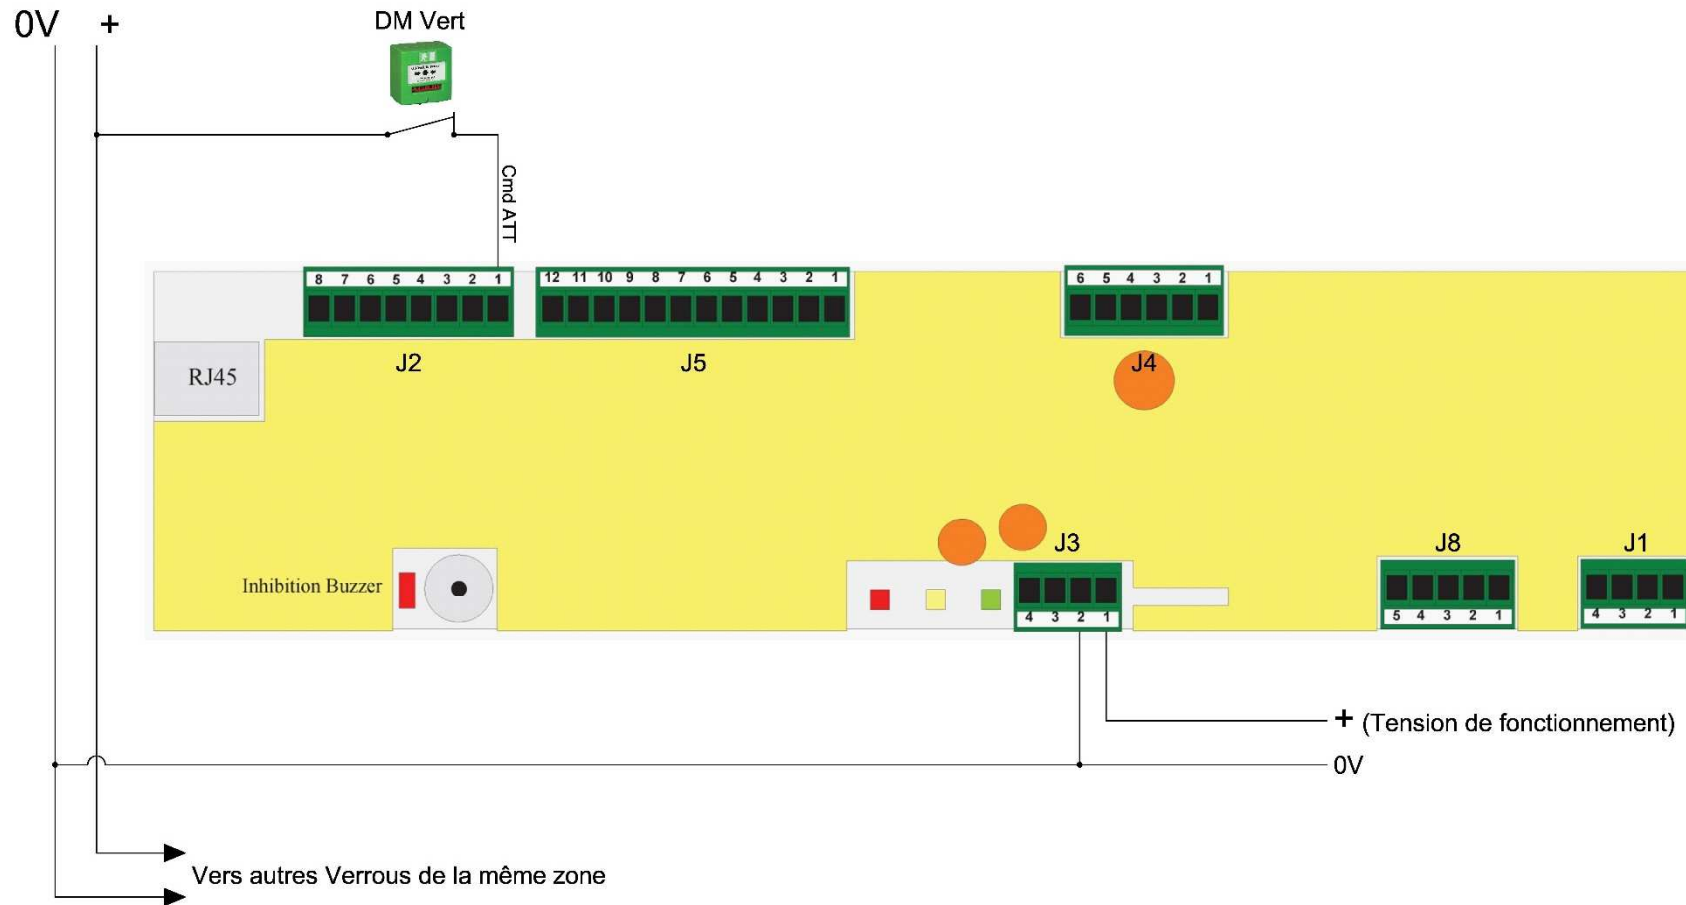 0V +
DM Vert
Cmd ATT
8 7 6 5 4 3 2 1
12 11 10 9 8 7 6 5 4 3 2 1
6 5 4 3 2 1
J2
J5
J4
RJ45
Inhibition Buzzer
J3
J8
J1
4 3 2 1
5 4 3 2 1
4 3 2 1
+ (Tension de fonctionnement)
0V
Vers autres Verrous de la même zone